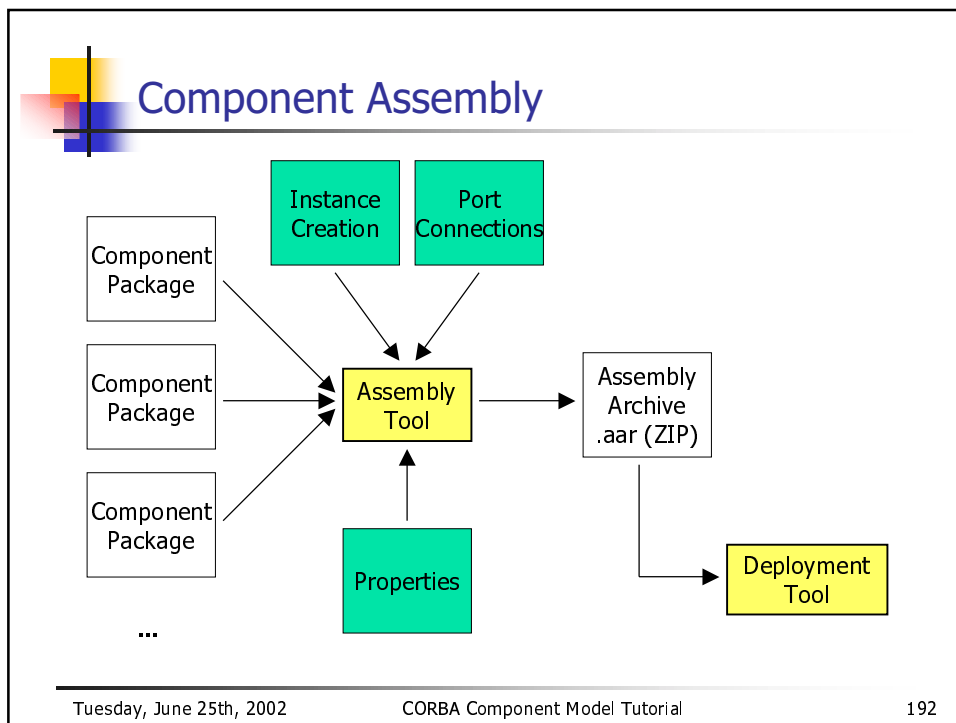 Component Assembly
Instance
Creation
Port
Connections
Component
Package
Component
Package
Component
Package
...
Assembly
Tool
Properties
Assembly
Archive
.aar (ZIP)
Deployment
Tool
Tuesday, June 25th, 2002
CORBA Component Model Tutorial
192